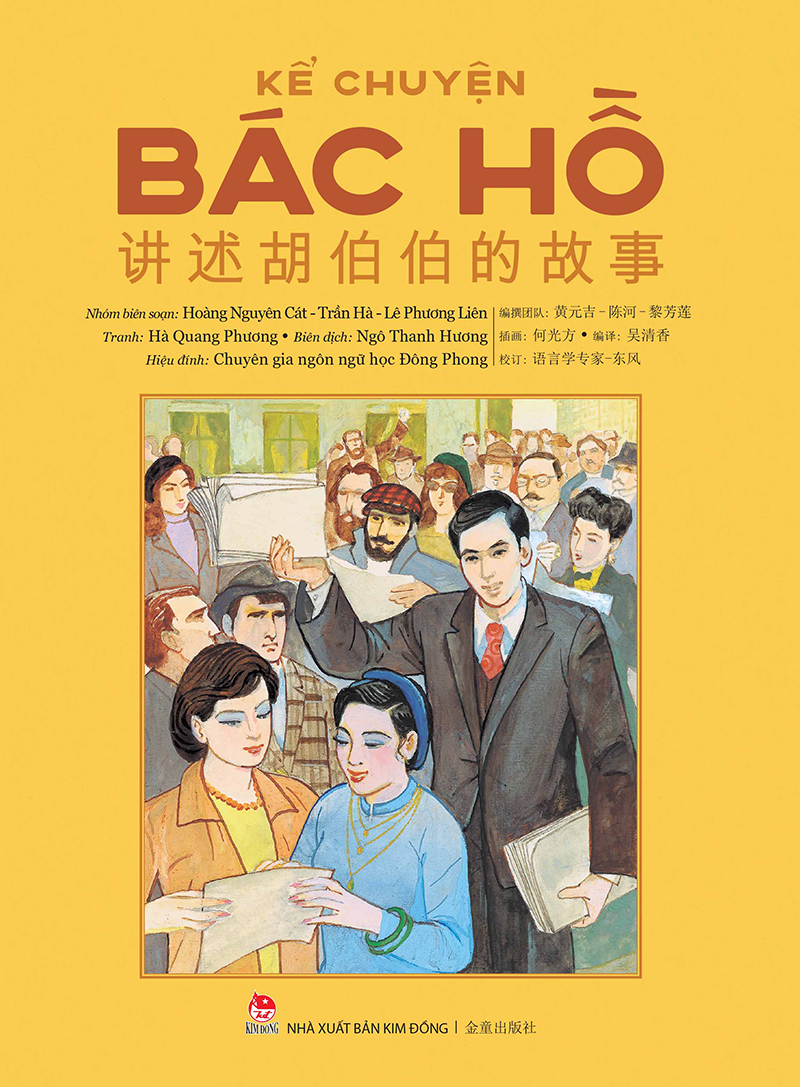 KỂ CHUYỆN
BÁC HỒ
讲述胡伯伯的故事
Nhóm biên soạn: Hoàng Nguyên Cát - Trần Hà - Lê Phương Liên
Tranh: Hà Quang Phương • Biên dịch: Ngô Thanh Hương
Hiệu đính: Chuyên gia ngôn ngữ học Đông Phong
编撰团队: 黄元吉 - 陈河 - 黎芳莲
插画: 何光方 • 编译: 吴清香
校订: 语言学专家-东风
KIM ĐỒNG
NHÀ XUẤT BẢN KIM ĐỒNG | 金童出版社